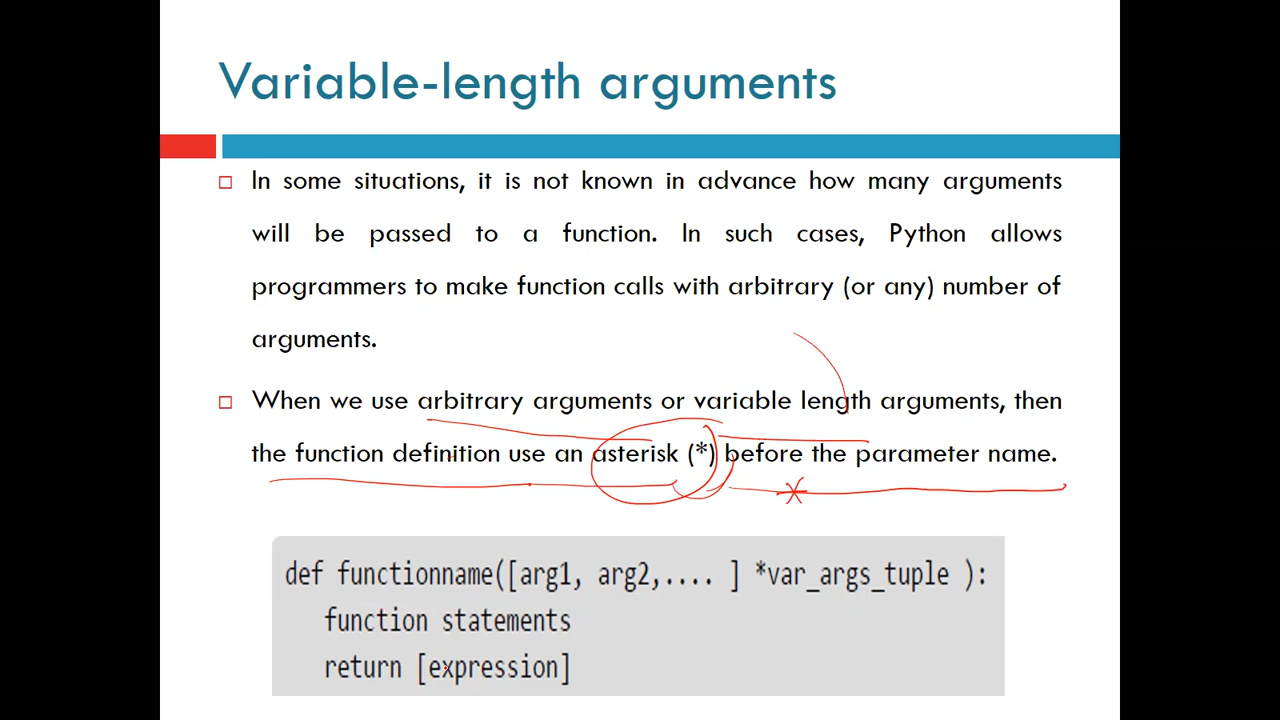 Variable-length arguments
In some situations, it is not known in advance how many arguments
will be passed to a function. In such cases, Python allows
programmers to make function calls with arbitrary (or any) number of
arguments.
When we use arbitrary arguments or variable length arguments, then
the function definition use an asterisk (*) before the parameter name.
def functionname([arg1, arg2,.... ] *var_args_tuple ):
function statements
return [expression]